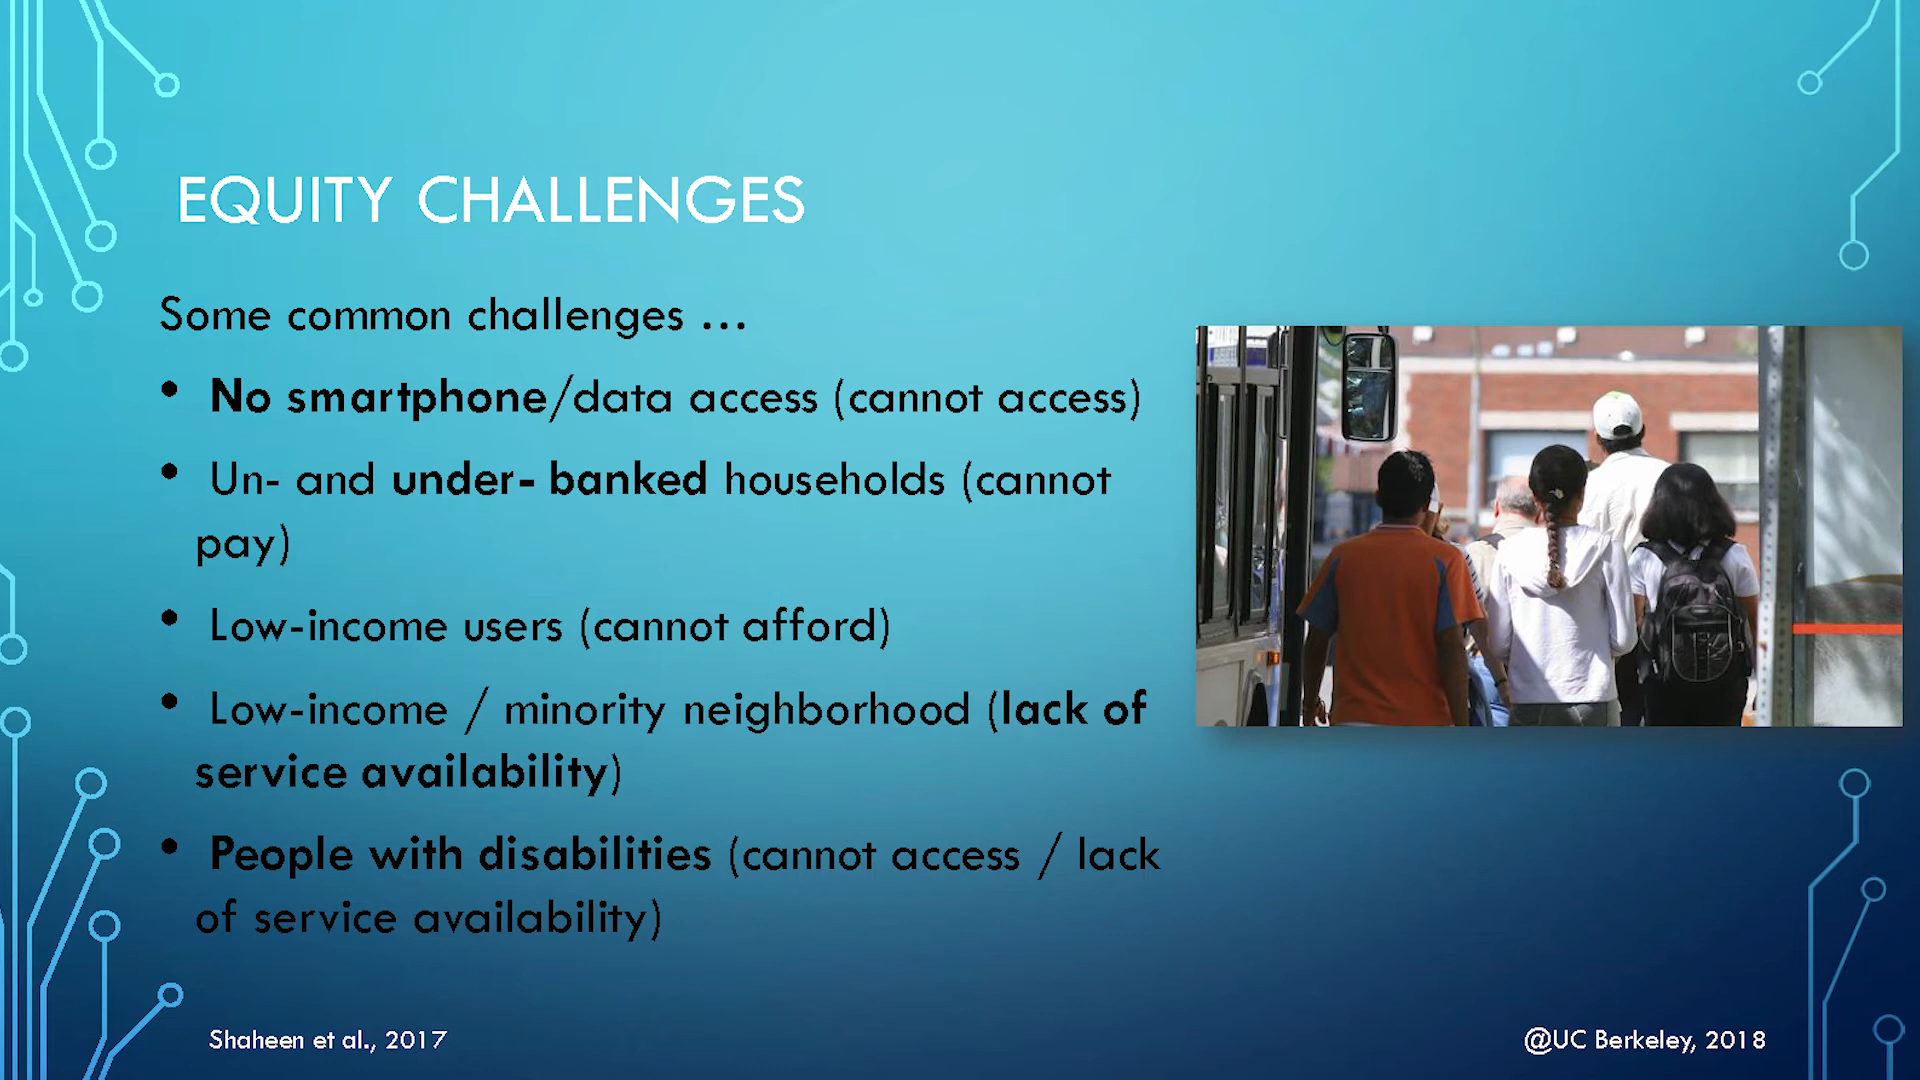 EQUITY CHALLENGES
Some common challenges …
• No smartphone/data access (cannot access)
• Un- and under- banked households (cannot
pay)
• Low-income users (cannot afford)
• Low-income / minority neighborhood (lack of
service availability)
• People with disabilities (cannot access / lack
of service availability)
Shaheen et al., 2017
@UC Berkeley, 2018